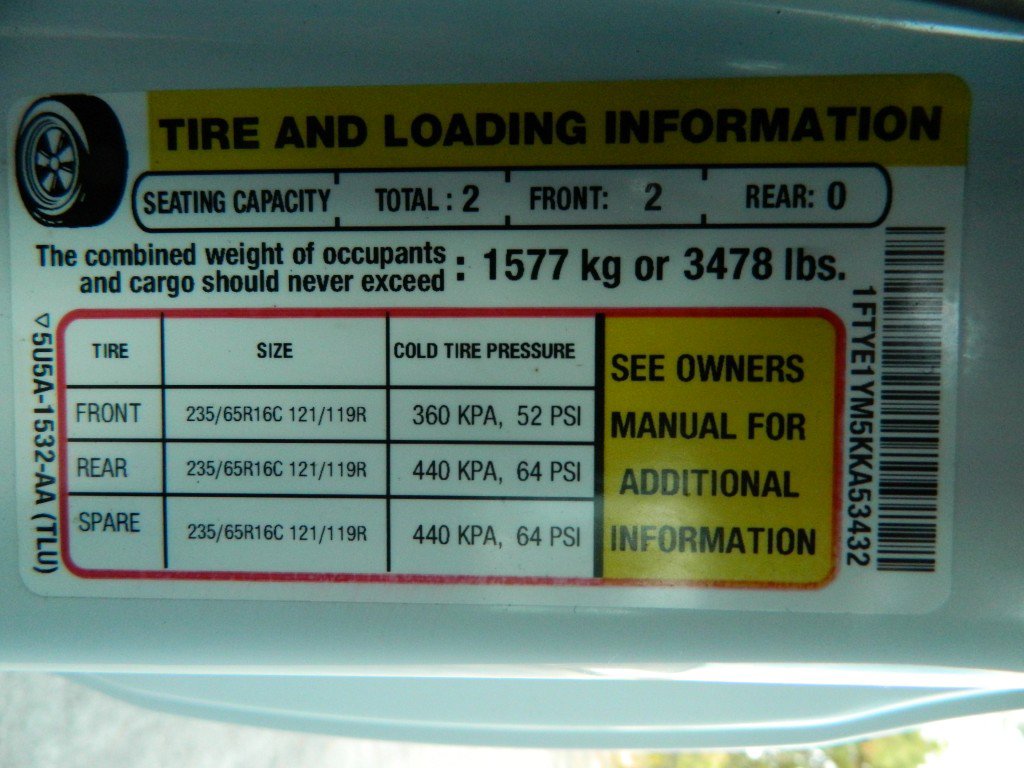 TIRE AND LOADING INFORMATION
SEATING CAPACITY TOTAL : 2 FRONT: 2 REAR: 0
The combined weight of occupants
and cargo should never exceed : 1577 kg or 3478 lbs.
TIRE SIZE COLD TIRE PRESSURE
FRONT 235/65R16C 121/119R 360 KPA, 52 PSI
REAR 235/65R16C 121/119R 440 KPA, 64 PSI
SPARE 235/65R16C 121/119R 440 KPA, 64 PSI
SEE OWNERS
MANUAL FOR
ADDITIONAL
INFORMATION
▽5U5A-1532-AA (TLU)
1FTYE1YM5KKA53432